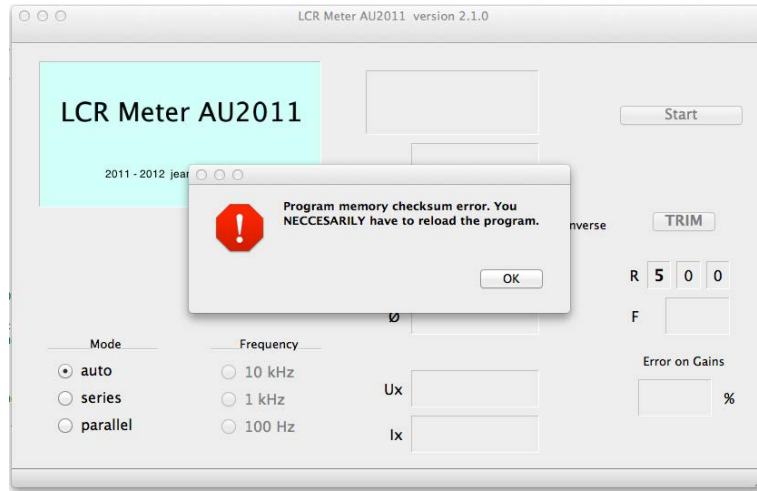 LCR Meter AU2011 version 2.1.0
LCR Meter AU2011
2011 - 2012
Start
Program memory checksum error. You
NECCESARILY have to reload the program.
OK
TRIM
R 5 0 0
Ø
F
Mode
Frequency
Error on Gains
auto
10 kHz
series
1 kHz
Ux
%
parallel
100 Hz
Ix